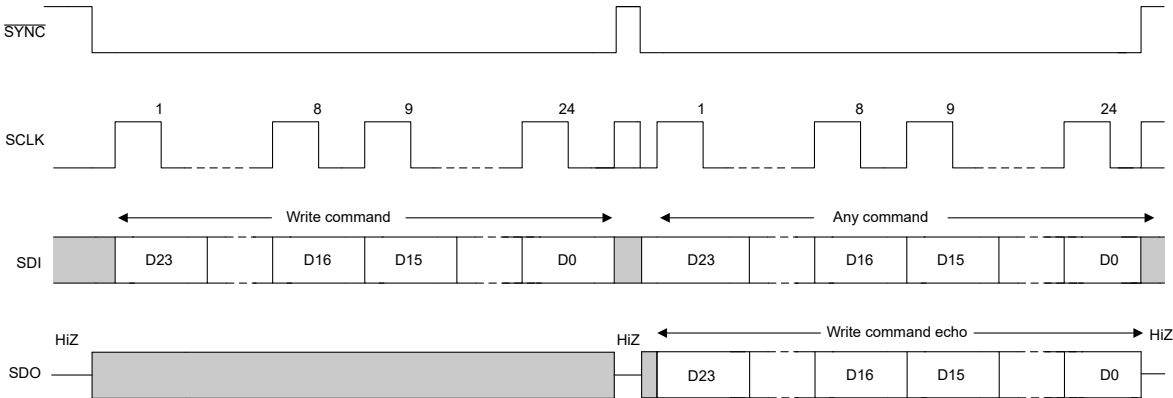 SYNC
1 8 9 24 1 8 9 24
SCLK
Write command Any command
SDI D23 D16 D15 D0 D23 D16 D15 D0
HiZ HiZ Write command echo HiZ
SDO D23 D16 D15 D0